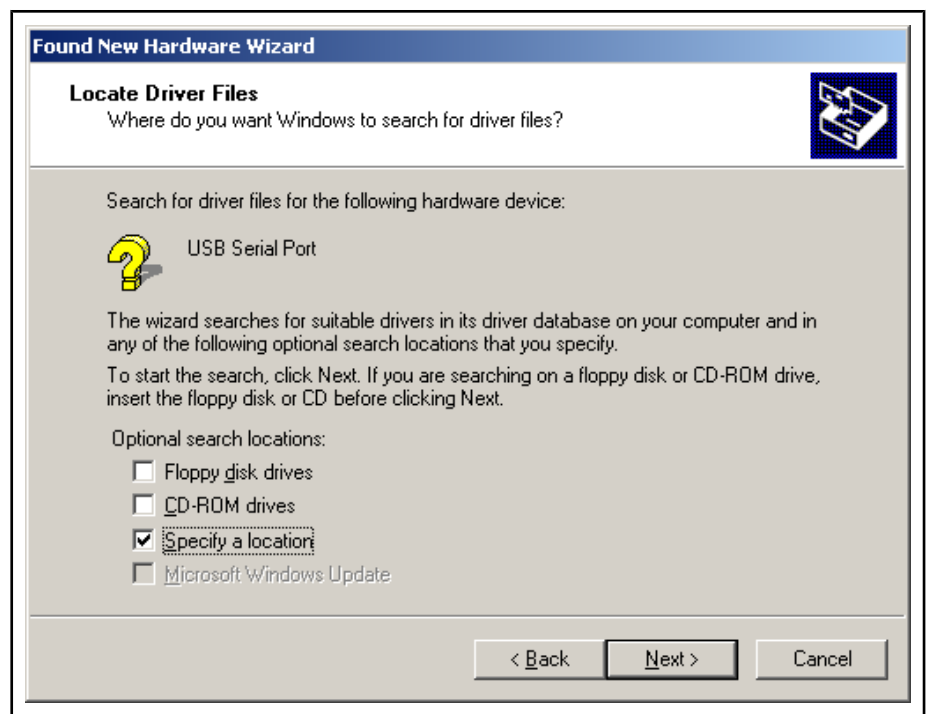 Found New Hardware Wizard
Locate Driver Files
Where do you want Windows to search for driver files?
Search for driver files for the following hardware device:
USB Serial Port
The wizard searches for suitable drivers in its driver database on your computer and in
any of the following optional search locations that you specify.
To start the search, click Next. If you are searching on a floppy disk or CD-ROM drive,
insert the floppy disk or CD before clicking Next.
Optional search locations:
Floppy disk drives
CD-ROM drives
Specify a location
Microsoft Windows Update
< Back Next > Cancel